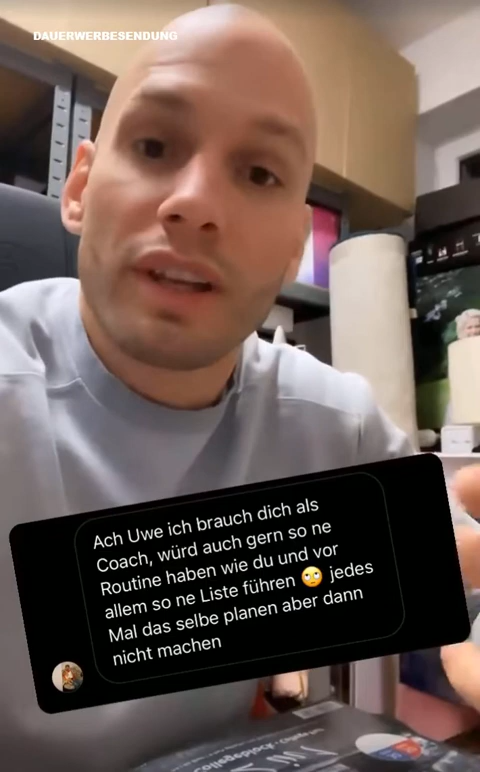 DAUERWERBESENDUNG
Ach Uwe ich brauch dich als
Coach, würd auch gern so ne
Routine haben wie du und vor
allem so ne Liste führen 🙄 jedes
Mal das selbe planen aber dann
nicht machen